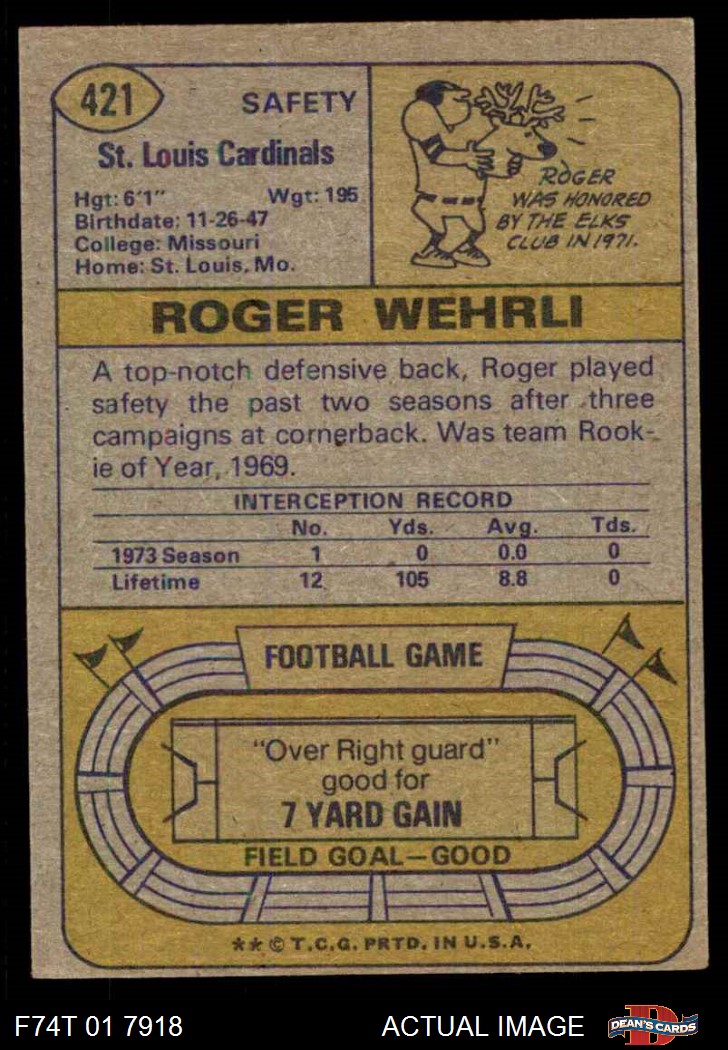 421
SAFETY
St. Louis Cardinals
Hgt: 6'1" Wgt: 195
Birthdate: 11-26-47
College: Missouri
Home: St. Louis, Mo.
ROGER
WAS HONORED
BY THE ELKS
CLUB IN 1971.
ROGER WEHRLI
A top-notch defensive back, Roger played
safety the past two seasons after three
campaigns at cornerback. Was team Rook-
ie of Year, 1969.
INTERCEPTION RECORD
No. Yds. Avg. Tds.
1973 Season 1 0 0.0 0
Lifetime 12 105 8.8 0
FOOTBALL GAME
"Over Right guard"
good for
7 YARD GAIN
FIELD GOAL—GOOD
** © T.C.G. PRTD. IN U.S.A.
F74T 01 7918 ACTUAL IMAGE
D
DEAN'S CARDS